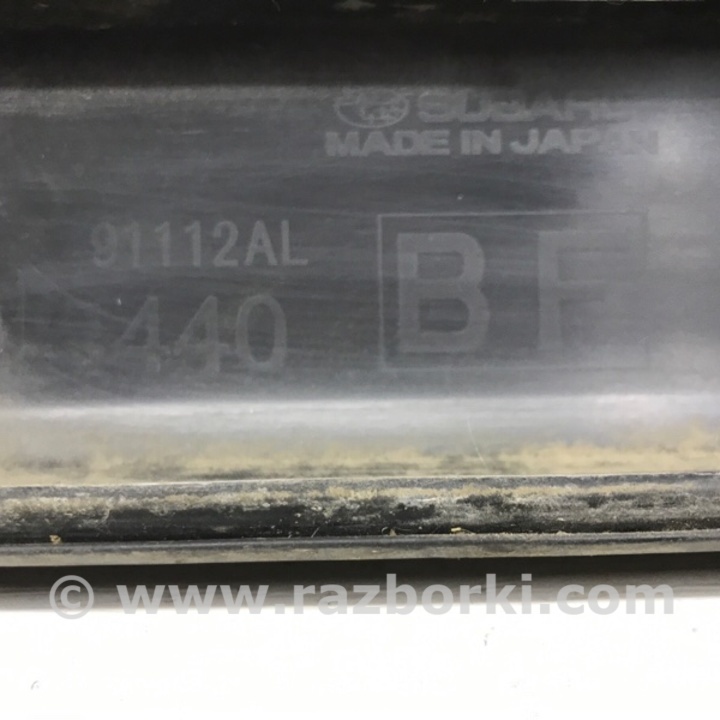 SUBARU
MADE IN JAPAN
91112AL
440
BF
© www.razborki.com